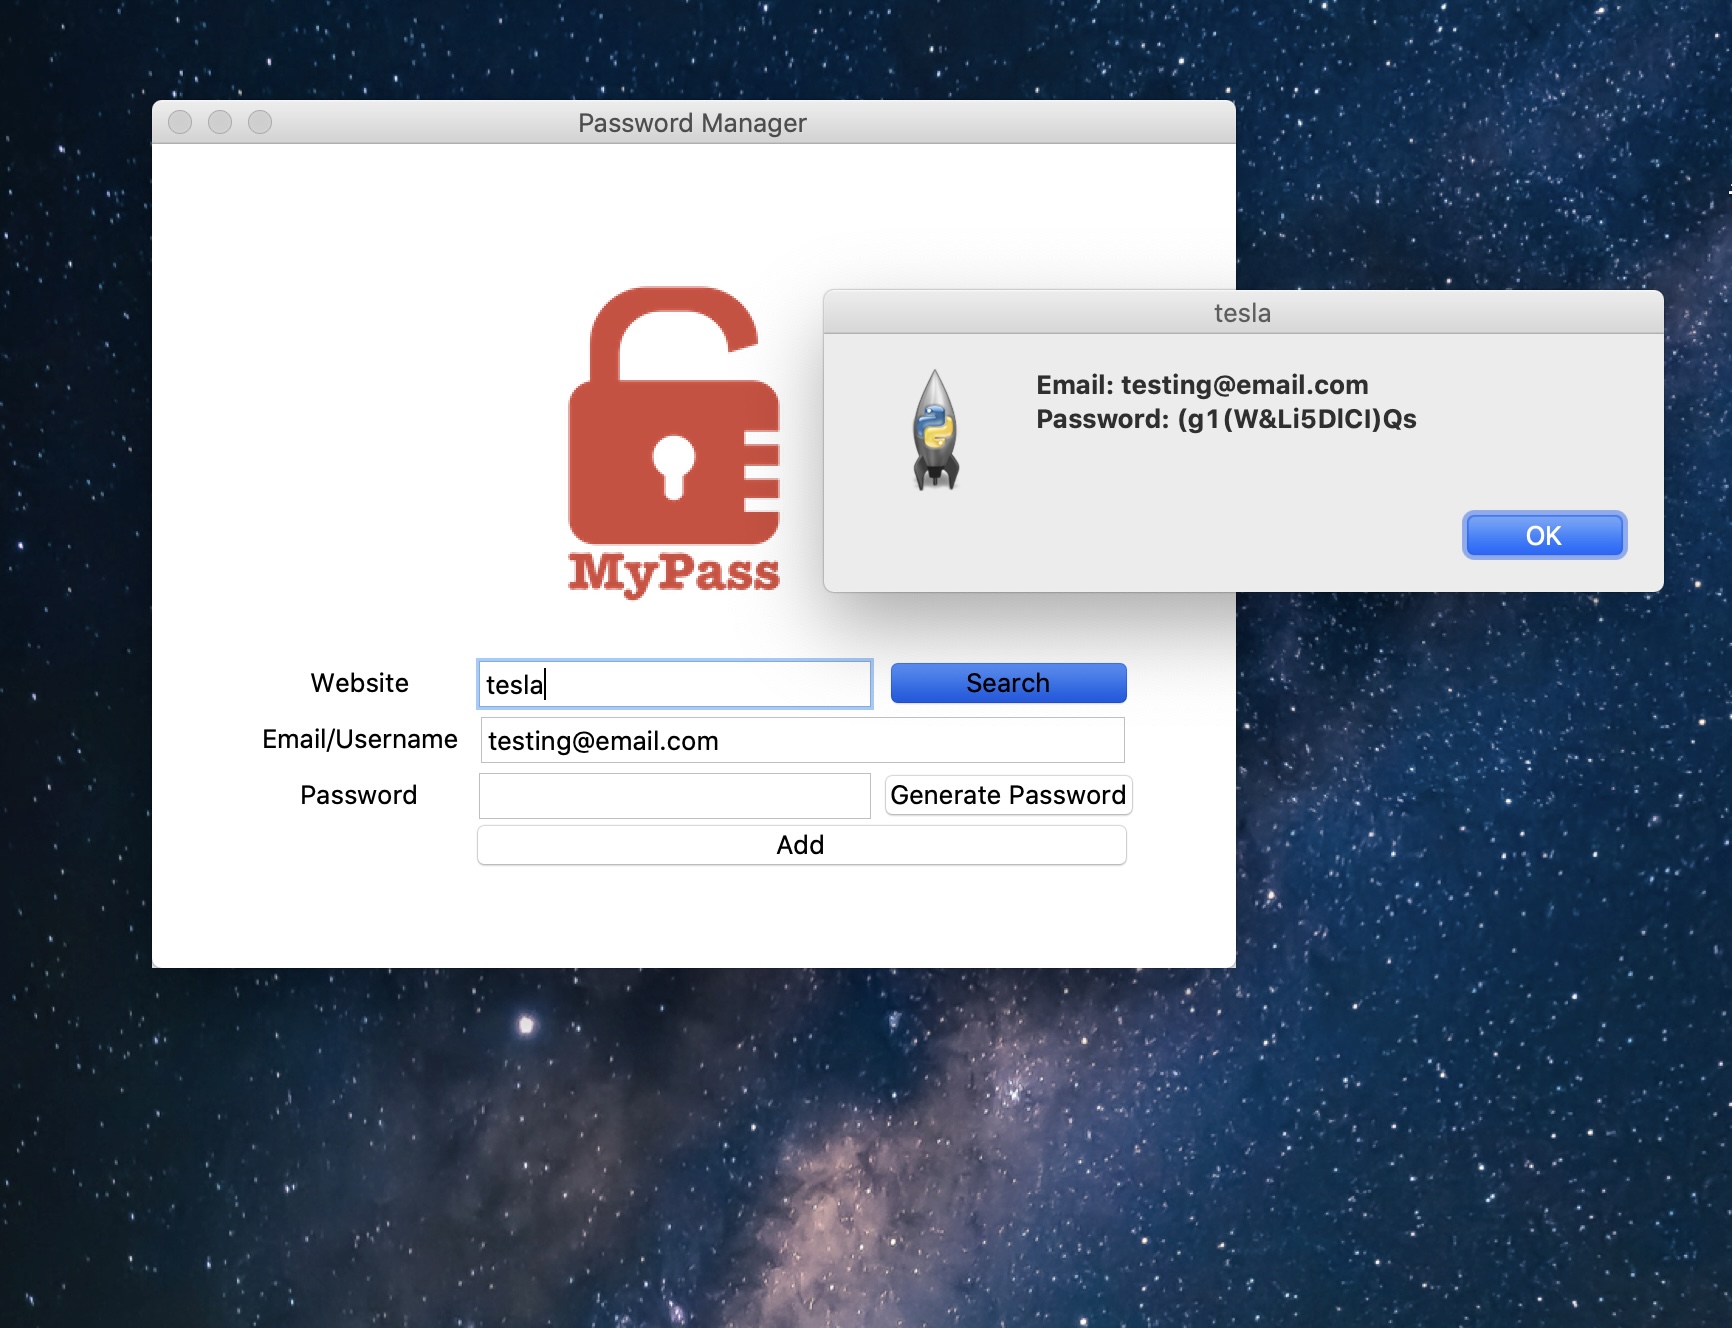 Password Manager
tesla
Email: testing@email.com
Password: (g1(W&Li5DlCI)Qs
OK
MyPass
Website
tesla
Search
Email/Username
testing@email.com
Password
Generate Password
Add